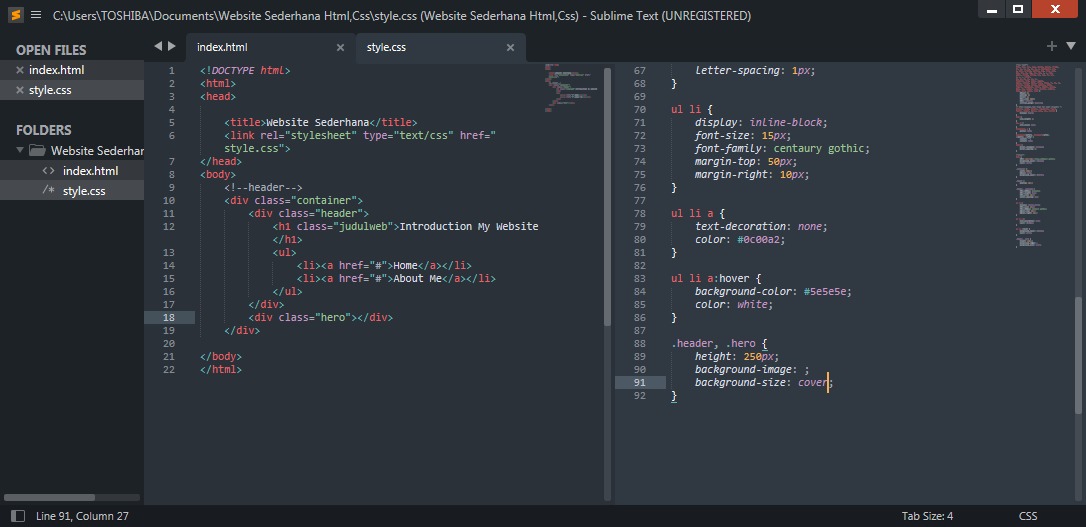 C:\Users\TOSHIBA\Documents\Website Sederhana Html,Css\style.css (Website Sederhana Html,Css) - Sublime Text (UNREGISTERED)
OPEN FILES
index.html
style.css
FOLDERS
Website Sederhar
<> index.html
/* style.css
index.html
style.css
1 <!DOCTYPE html>
2 <html>
3 <head>
4
5 <title>Website Sederhana</title>
6 <link rel="stylesheet" type="text/css" href="
style.css">
7 </head>
8 <body>
9 <!--header-->
10 <div class="container">
11 <div class="header">
12 <h1 class="judulweb">Introduction My Website
</h1>
13 <ul>
14 <li><a href="#">Home</a></li>
15 <li><a href="#">About Me</a></li>
16 </ul>
17 </div>
18 <div class="hero"></div>
19 </div>
20
21 </body>
22 </html>
67 letter-spacing: 1px;
68 }
69
70 ul li {
71 display: inline-block;
72 font-size: 15px;
73 font-family: centaury gothic;
74 margin-top: 50px;
75 margin-right: 10px;
76 }
77
78 ul li a {
79 text-decoration: none;
80 color: #0c00a2;
81 }
82
83 ul li a:hover {
84 background-color: #5e5e5e;
85 color: white;
86 }
87
88 .header, .hero {
89 height: 250px;
90 background-image: ;
91 background-size: cover;
92 }
Line 91, Column 27
Tab Size: 4
CSS